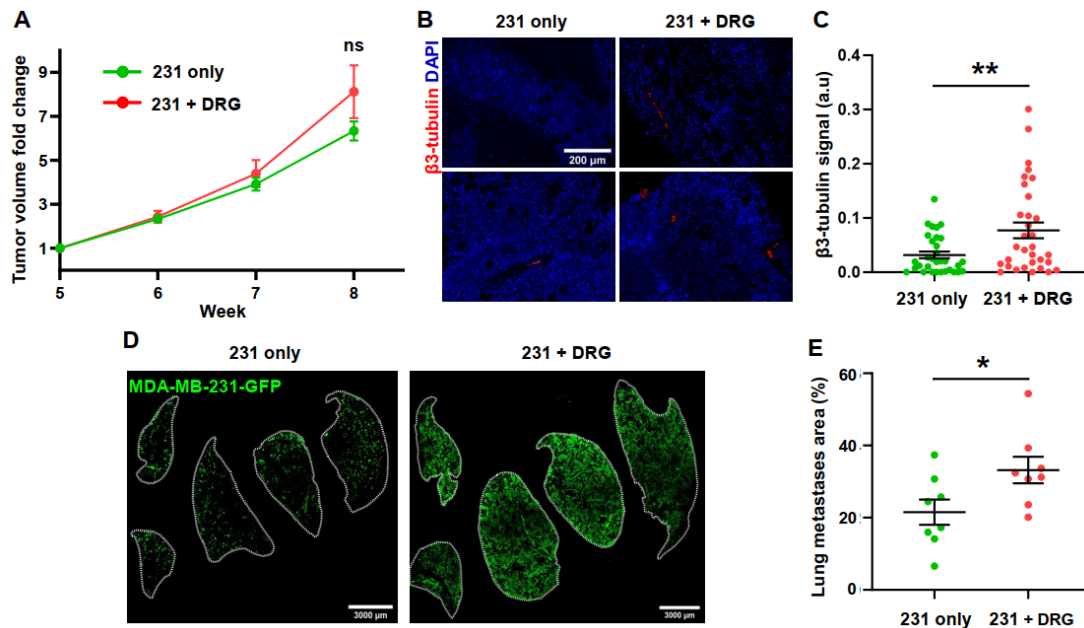 A
ns
Tumor volume fold change
9
7
5
3
1
231 only
231 + DRG
5 6 7 8
Week
B
231 only
231 + DRG
β3-tubulin DAPI
200 µm
C
β3-tubulin signal (a.u)
0.4
0.3
0.2
0.1
0.0
**
231 only
231 + DRG
D
231 only
231 + DRG
MDA-MB-231-GFP
3000 µm
3000 µm
E
Lung metastases area (%)
60
40
20
0
*
231 only
231 + DRG